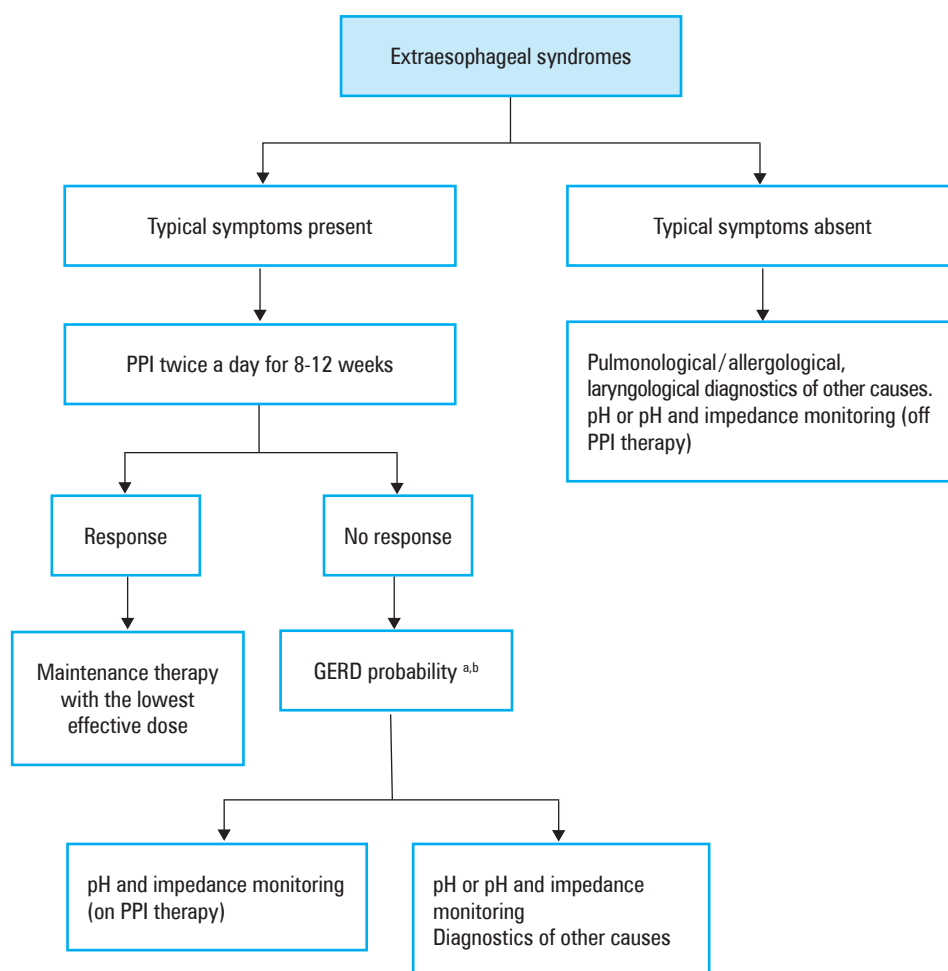 Extraesophageal syndromes
Typical symptoms present
Typical symptoms absent
PPI twice a day for 8-12 weeks
Pulmonological/allergological,
laryngological diagnostics of other causes.
pH or pH and impedance monitoring (off
PPI therapy)
Response
No response
Maintenance therapy
with the lowest
effective dose
GERD probability a,b
pH and impedance monitoring
(on PPI therapy)
pH or pH and impedance
monitoring
Diagnostics of other causes